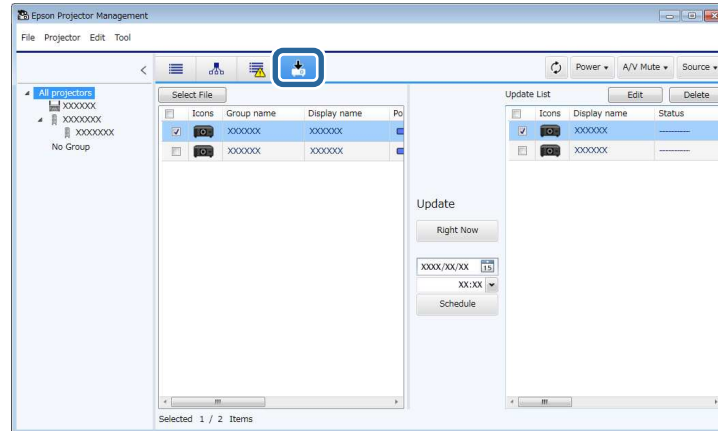 Epson Projector Management
File Projector Edit Tool
Power A/V Mute Source
All projectors
XXXXXX
XXXXXXX
XXXXXXX
No Group
Select File
Icons Group name Display name Po
XXXXXX XXXXXX
XXXXXX XXXXXX
Update
Right Now
XXXX/XX/XX 15
XX:XX
Schedule
Update List Edit Delete
Icons Display name Status
XXXXXX ------------
XXXXXX ------------
Selected 1 / 2 Items